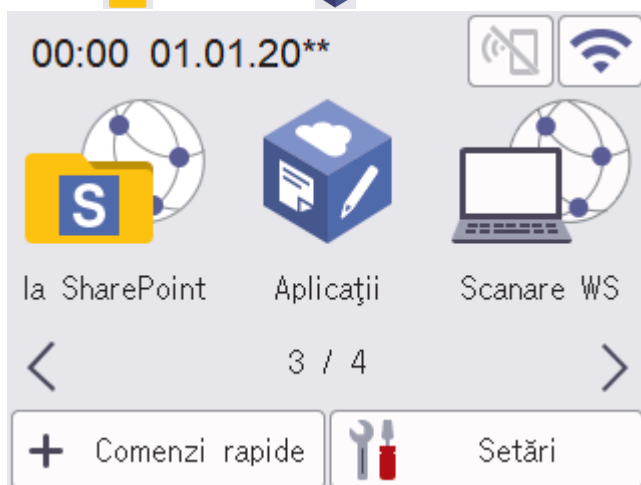 00:00 01.01.20**
S
la SharePoint Aplicaţii Scanare WS
3 / 4
Comenzi rapide Setări